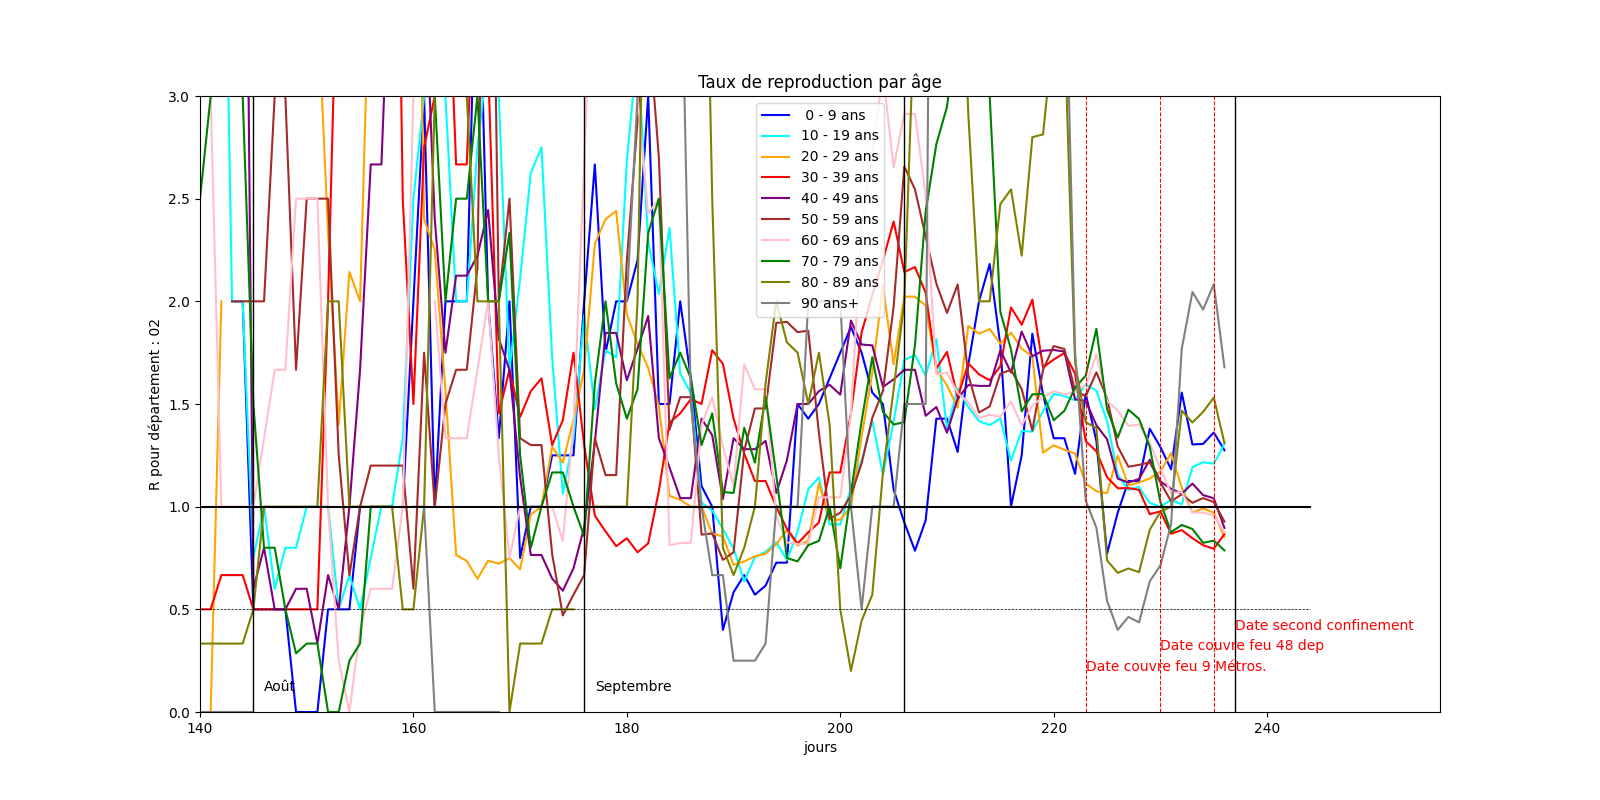 Taux de reproduction par âge
3.0
2.5
2.0
1.5
1.0
0.5
0.0
R pour département : 02
0 - 9 ans
10 - 19 ans
20 - 29 ans
30 - 39 ans
40 - 49 ans
50 - 59 ans
60 - 69 ans
70 - 79 ans
80 - 89 ans
90 ans+
Date second confinement
Date couvre feu 48 dep
Date couvre feu 9 Métros.
Août
Septembre
140
160
180
200
220
240
jours